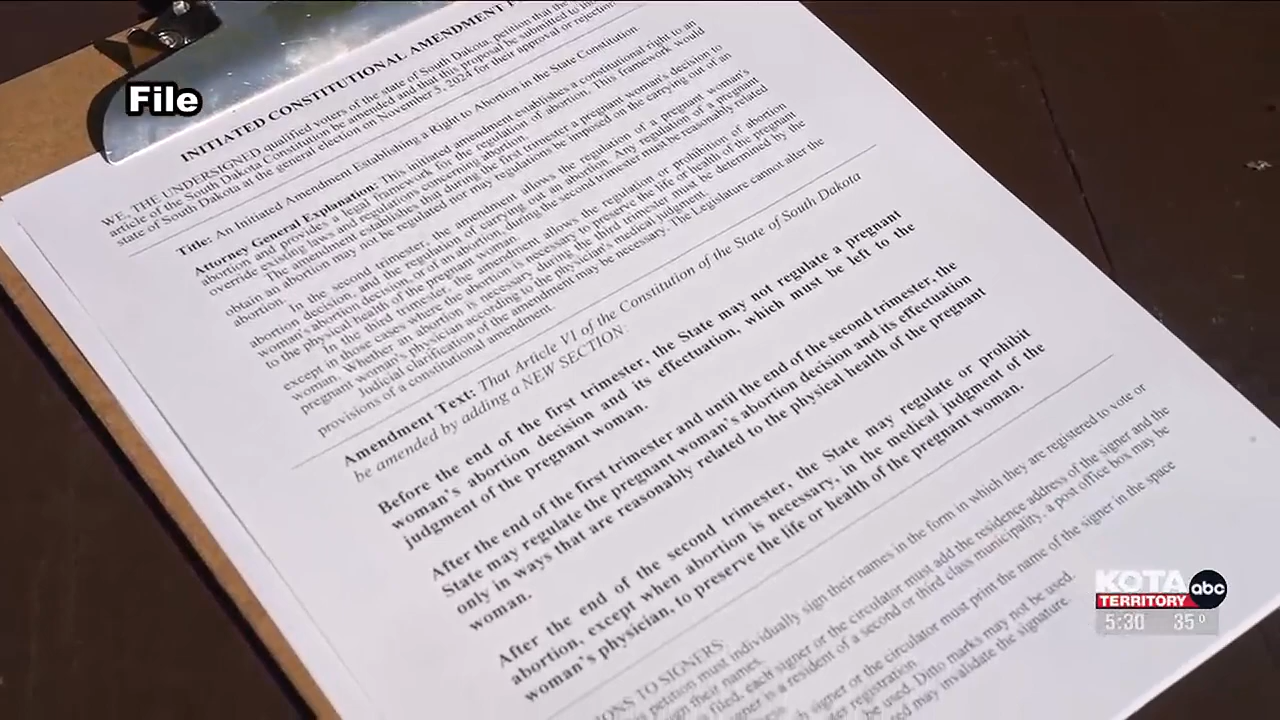 File
INITIATED CONSTITUTIONAL AMENDMENT
WE, THE UNDERSIGNED qualified voters of the state of South Dakota, petition that the
article of the South Dakota Constitution be amended and that this proposal be submitted to the
state of South Dakota at the general election on November 5, 2024 for their approval or rejection
Title: An Initiated Amendment Establishing a Right to Abortion in the State Constitution.
Attorney General Explanation: This initiated amendment establishes a constitutional right to an
abortion and provides a legal framework for the regulation of abortion. This framework would
override existing laws and regulations concerning abortion.
The amendment establishes that during the first trimester a pregnant woman's decision to
obtain an abortion may not be regulated nor may regulations be imposed on the carrying out of an
abortion.
In the second trimester, the amendment allows the regulation of a pregnant woman's
abortion decision, and the regulation of carrying out an abortion. Any regulation of a pregnant
woman's abortion decision, or of an abortion, during the second trimester must be reasonably related
to the physical health of the pregnant woman.
In the third trimester, the amendment allows the regulation or prohibition of abortion
except in those cases where the abortion is necessary to preserve the life or health of the pregnant
woman. Whether an abortion is necessary during the third trimester must be determined by the
pregnant woman's physician according to the physician's medical judgment.
Judicial clarification of the amendment may be necessary. The Legislature cannot alter the
provisions of a constitutional amendment.
Amendment Text: That Article VI of the Constitution of the State of South Dakota
be amended by adding a NEW SECTION:
Before the end of the first trimester, the State may not regulate a pregnant
woman's abortion decision and its effectuation, which must be left to the
judgment of the pregnant woman.
After the end of the first trimester and until the end of the second trimester, the
State may regulate the pregnant woman's abortion decision and its effectuation
only in ways that are reasonably related to the physical health of the pregnant
woman.
After the end of the second trimester, the State may regulate or prohibit
abortion, except when abortion is necessary, in the medical judgment of the
woman's physician, to preserve the life or health of the pregnant woman.
TO SIGNERS
petition must individually sign their names in the form in which they are registered to vote or
sign their names.
is filed, each signer or the circulator must add the residence address of the signer and the
signer is a resident of a second or third class municipality, a post office box may be
signer or the circulator must print the name of the signer in the space
registration
be used. Ditto marks may not be used.
may invalidate the signature.
KOTA abc
TERRITORY
5:30 35°